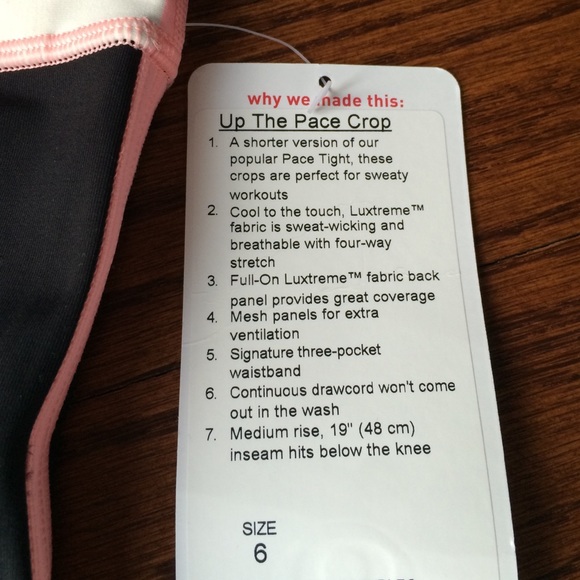 why we made this:
Up The Pace Crop
1. A shorter version of our
popular Pace Tight, these
crops are perfect for sweaty
workouts
2. Cool to the touch, Luxtreme™
fabric is sweat-wicking and
breathable with four-way
stretch
3. Full-On Luxtreme™ fabric back
panel provides great coverage
4. Mesh panels for extra
ventilation
5. Signature three-pocket
waistband
6. Continuous drawcord won't come
out in the wash
7. Medium rise, 19" (48 cm)
inseam hits below the knee
SIZE
6